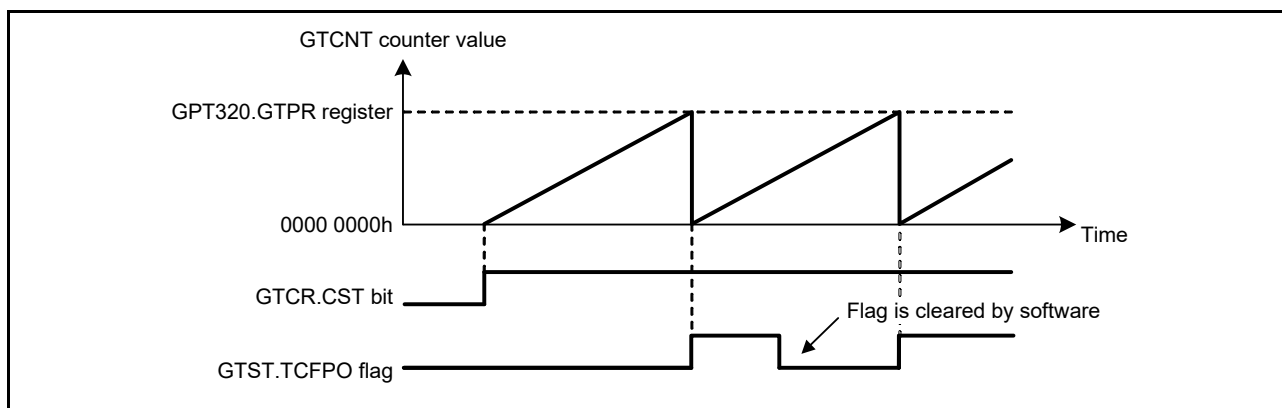 GTCNT counter value
GPT320.GTPR register
0000 0000h
Time
GTCR.CST bit
Flag is cleared by software
GTST.TCFPO flag